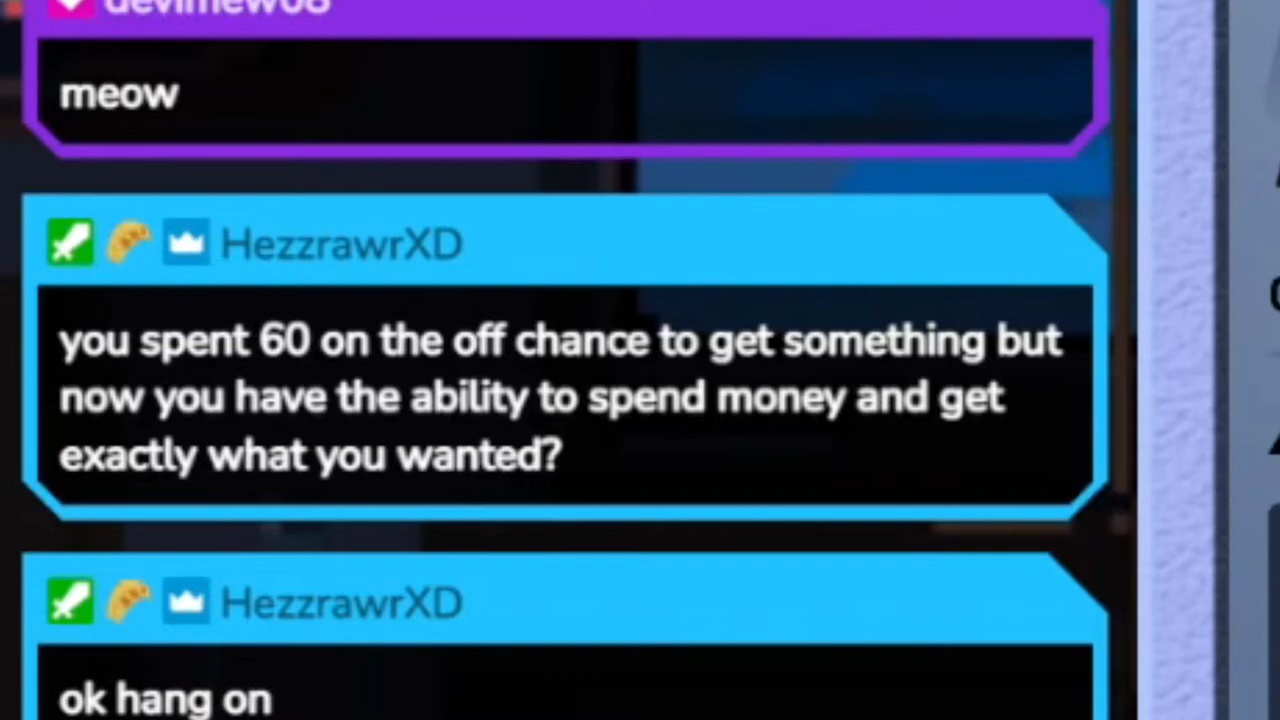 meow
HezzrawrXD
you spent 60 on the off chance to get something but
now you have the ability to spend money and get
exactly what you wanted?
HezzrawrXD
ok hang on